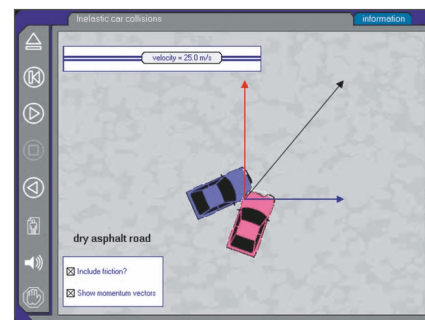 Inelastic car collisions
information
velocity = 25.0 m/s
dry asphalt road
Include friction?
Show momentum vectors